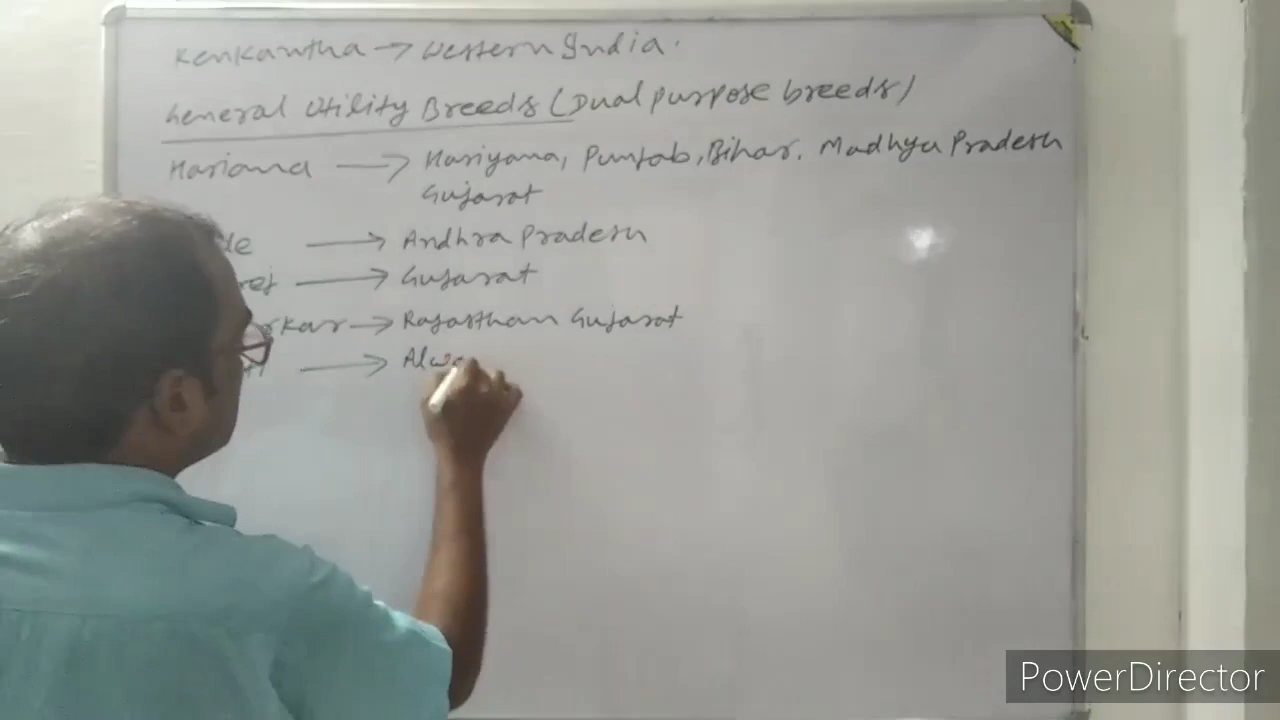 Kenkantha → Western India.
General Utility Breeds (Dual purpose breeds)
Hariana → Hariyana, Punjab, Bihar. Madhya Pradesh
Gujarat
→ Andhra Pradesh
→ Gujarat
→ Rajasthan Gujarat
→ Alw
PowerDirector